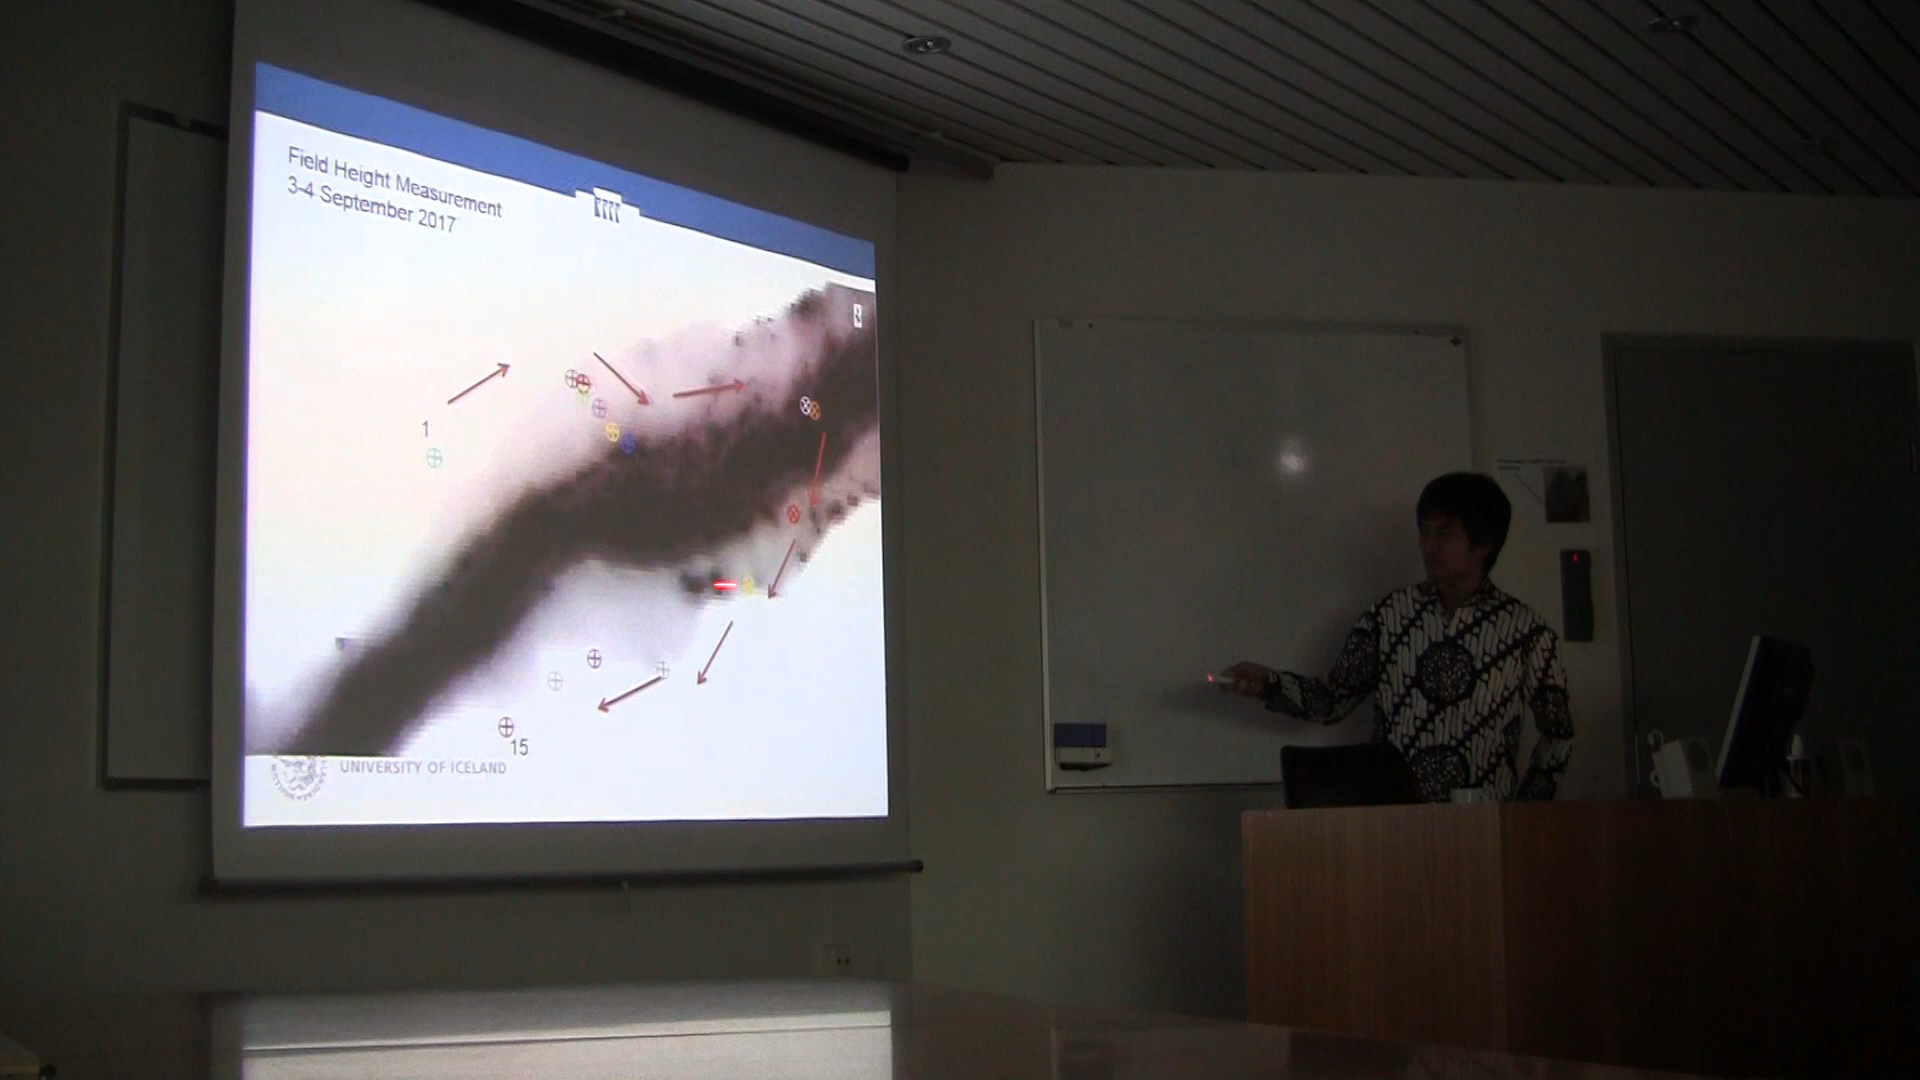 Field Height Measurement
3-4 September 2017
1
15
UNIVERSITY OF ICELAND